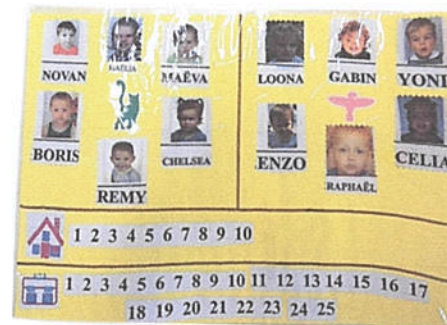 NOVAN
MAËVA
LOONA
GABIN
YONI
BORIS
CHELSEA
ENZO
CELIA
REMY
RAPHAËL
1 2 3 4 5 6 7 8 9 10
1 2 3 4 5 6 7 8 9 10 11 12 13 14 15 16 17
18 19 20 21 22 23 24 25